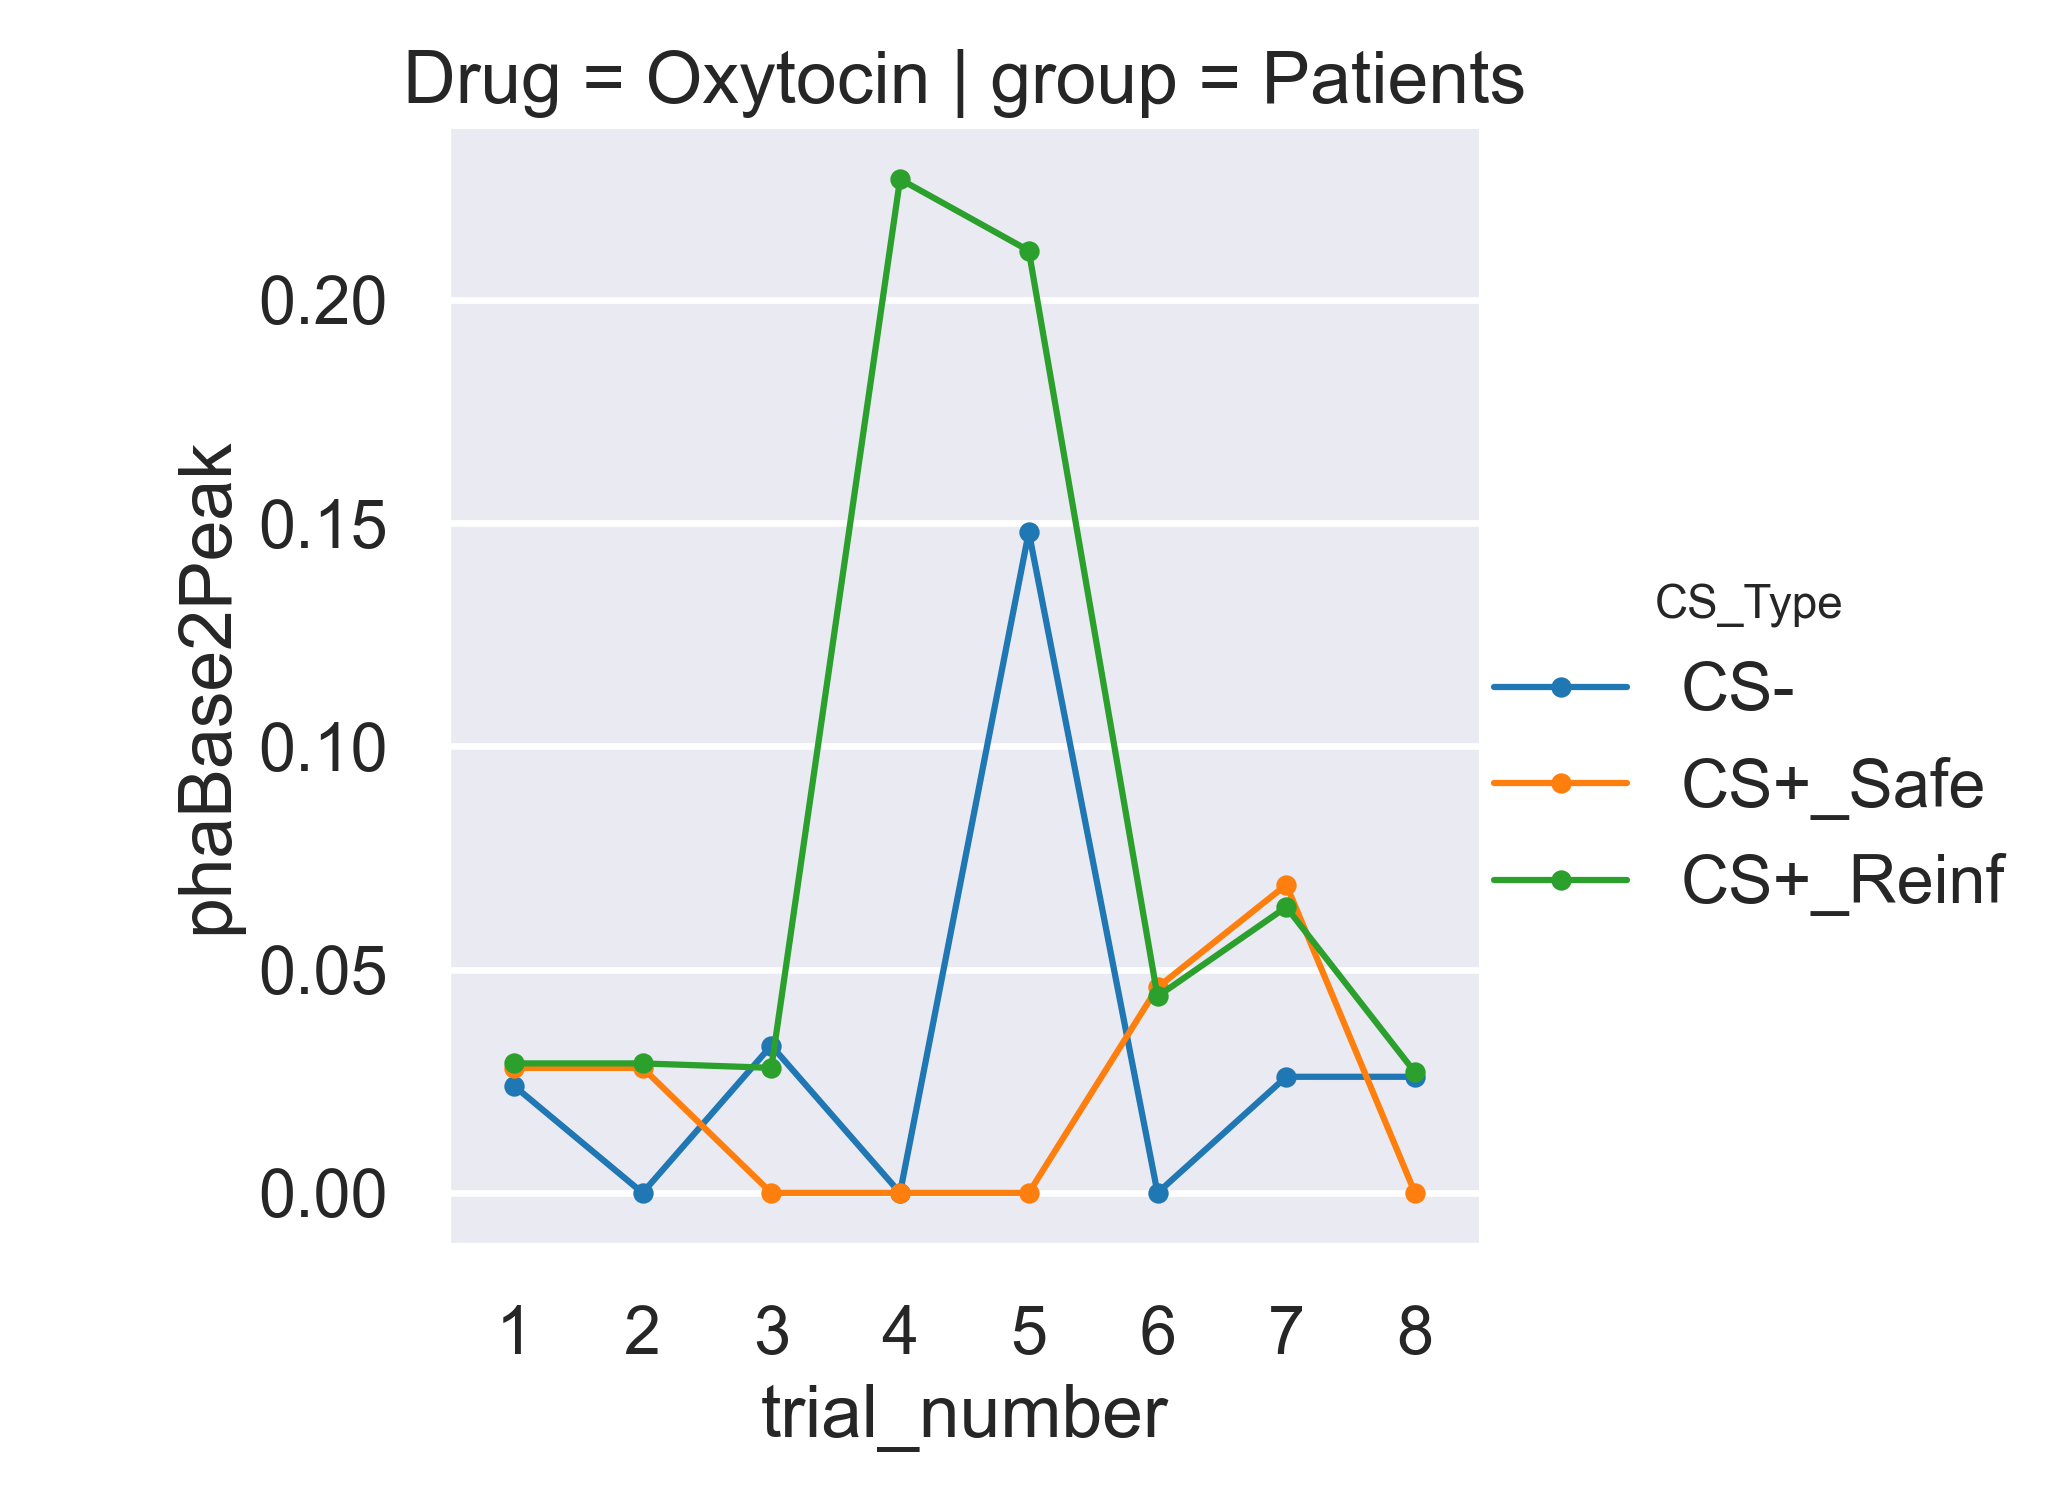 Drug = Oxytocin | group = Patients
phaBase2Peak
0.20
0.15
0.10
0.05
0.00
1 2 3 4 5 6 7 8
trial_number
CS_Type
CS-
CS+_Safe
CS+_Reinf